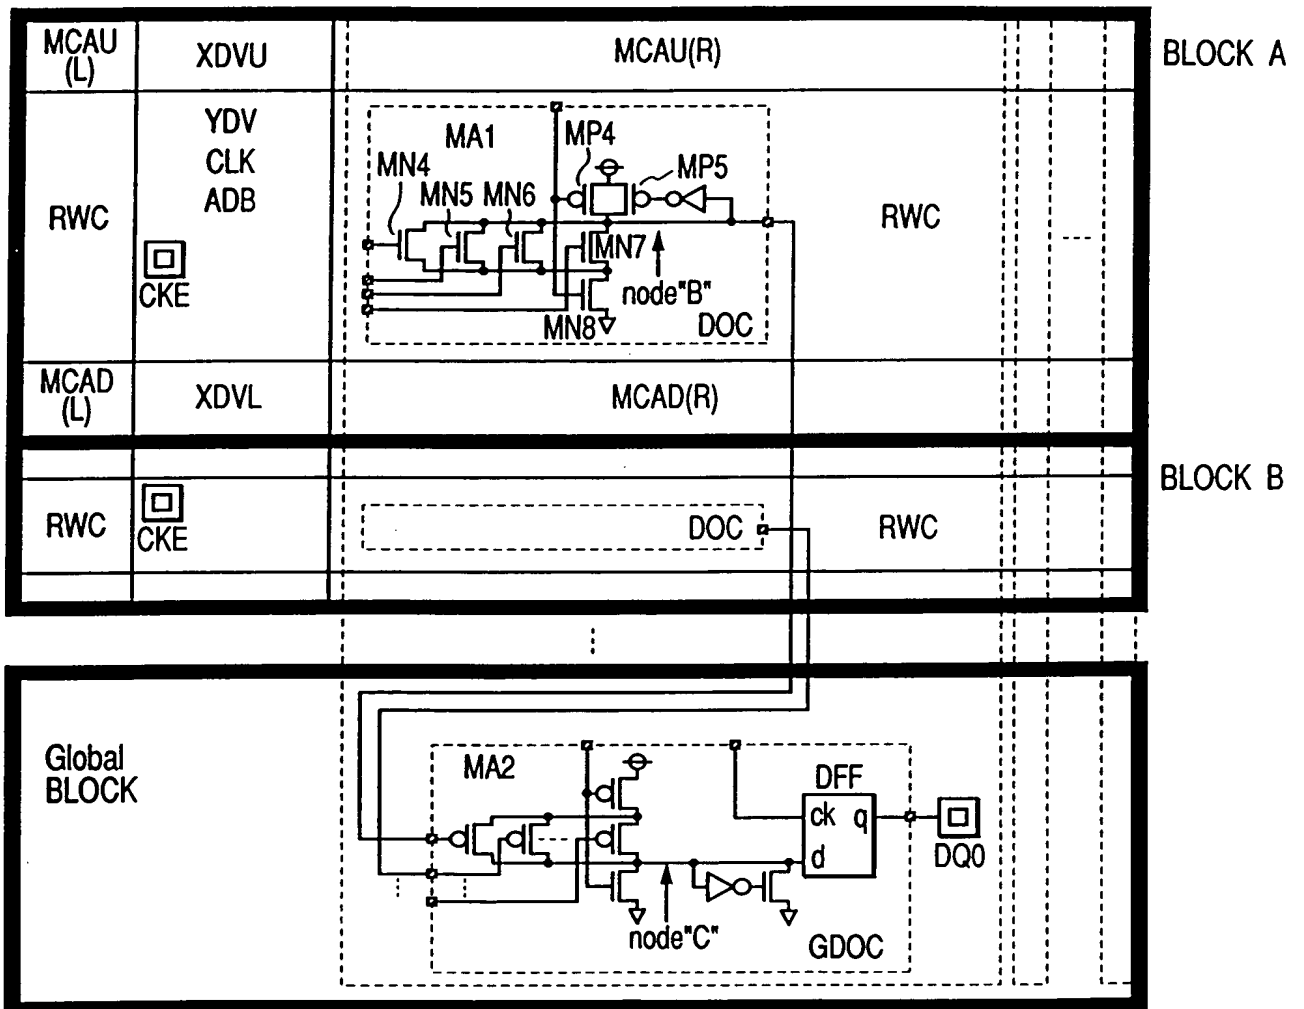 MCAU
(L)
XDVU
MCAU(R)
BLOCK A
RWC
YDV
CLK
ADB
CKE
MA1
MP4
MP5
MN4
MN5
MN6
MN7
node"B"
MN8
DOC
RWC
MCAD
(L)
XDVL
MCAD(R)
BLOCK B
RWC
CKE
DOC
RWC
Global
BLOCK
MA2
DFF
ck
q
d
DQ0
node"C"
GDOC